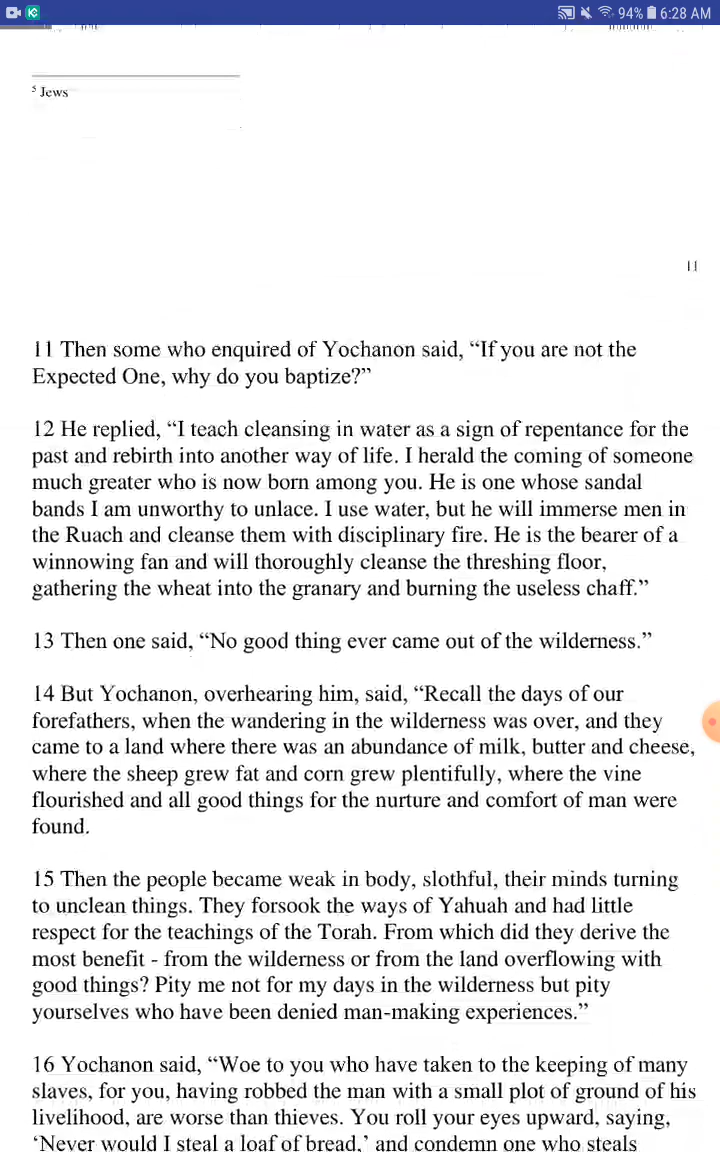 94% 6:28 AM
5 Jews
11
11 Then some who enquired of Yochanon said, “If you are not the
Expected One, why do you baptize?”
12 He replied, “I teach cleansing in water as a sign of repentance for the
past and rebirth into another way of life. I herald the coming of someone
much greater who is now born among you. He is one whose sandal
bands I am unworthy to unlace. I use water, but he will immerse men in
the Ruach and cleanse them with disciplinary fire. He is the bearer of a
winnowing fan and will thoroughly cleanse the threshing floor,
gathering the wheat into the granary and burning the useless chaff.”
13 Then one said, “No good thing ever came out of the wilderness.”
14 But Yochanon, overhearing him, said, “Recall the days of our
forefathers, when the wandering in the wilderness was over, and they
came to a land where there was an abundance of milk, butter and cheese,
where the sheep grew fat and corn grew plentifully, where the vine
flourished and all good things for the nurture and comfort of man were
found.
15 Then the people became weak in body, slothful, their minds turning
to unclean things. They forsook the ways of Yahuah and had little
respect for the teachings of the Torah. From which did they derive the
most benefit - from the wilderness or from the land overflowing with
good things? Pity me not for my days in the wilderness but pity
yourselves who have been denied man-making experiences.”
16 Yochanon said, “Woe to you who have taken to the keeping of many
slaves, for you, having robbed the man with a small plot of ground of his
livelihood, are worse than thieves. You roll your eyes upward, saying,
‘Never would I steal a loaf of bread,’ and condemn one who steals